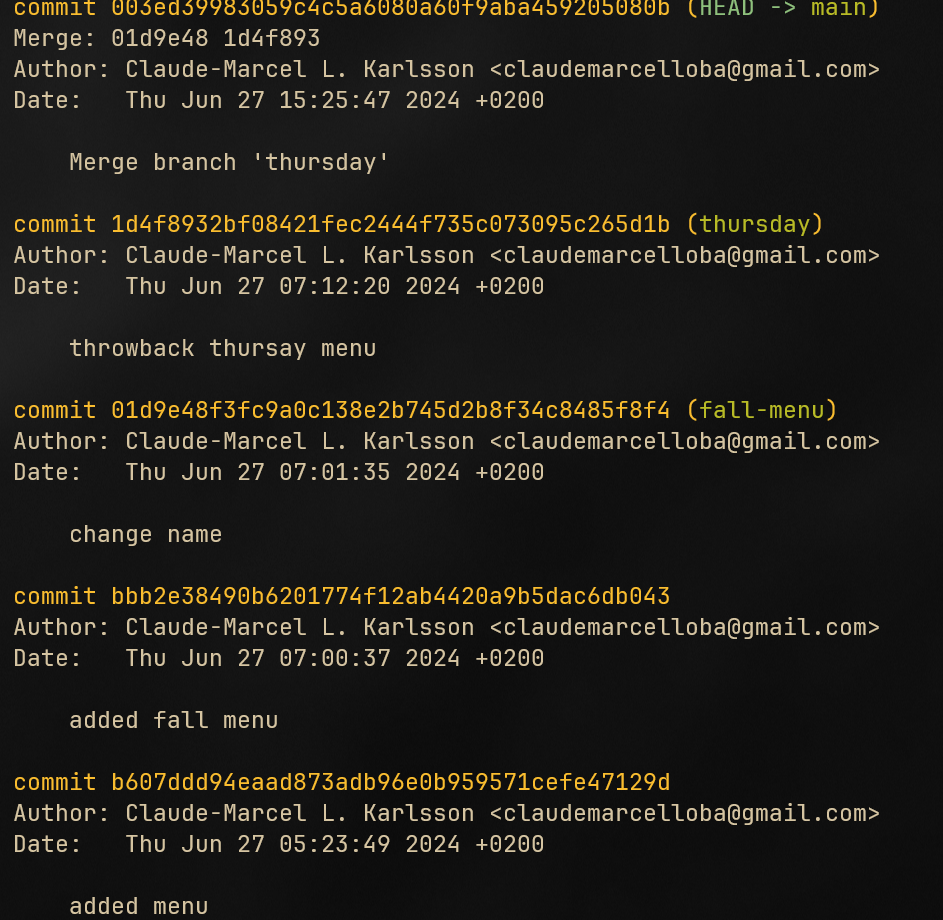 commit 003ed39983059c4c5a6080a60f9aba459205080b (HEAD -> main)
Merge: 01d9e48 1d4f893
Author: Claude-Marcel L. Karlsson <claudemarcelloba@gmail.com>
Date:   Thu Jun 27 15:25:47 2024 +0200
    Merge branch 'thursday'
commit 1d4f8932bf08421fec2444f735c073095c265d1b (thursday)
Author: Claude-Marcel L. Karlsson <claudemarcelloba@gmail.com>
Date:   Thu Jun 27 07:12:20 2024 +0200
    throwback thursay menu
commit 01d9e48f3fc9a0c138e2b745d2b8f34c8485f8f4 (fall-menu)
Author: Claude-Marcel L. Karlsson <claudemarcelloba@gmail.com>
Date:   Thu Jun 27 07:01:35 2024 +0200
    change name
commit bbb2e38490b6201774f12ab4420a9b5dac6db043
Author: Claude-Marcel L. Karlsson <claudemarcelloba@gmail.com>
Date:   Thu Jun 27 07:00:37 2024 +0200
    added fall menu
commit b607ddd94eaad873adb96e0b959571cefe47129d
Author: Claude-Marcel L. Karlsson <claudemarcelloba@gmail.com>
Date:   Thu Jun 27 05:23:49 2024 +0200
    added menu